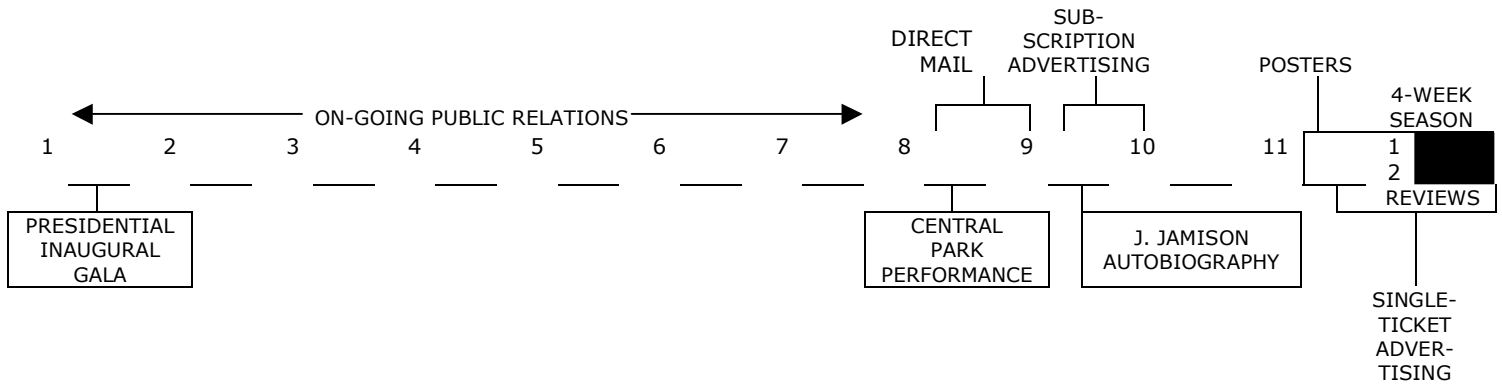 SUB-
SCRIPTION
ADVERTISING
DIRECT
MAIL
POSTERS
4-WEEK
SEASON
ON-GOING PUBLIC RELATIONS
1 2 3 4 5 6 7 8 9 10 11 1
2
REVIEWS
PRESIDENTIAL
INAUGURAL
GALA
CENTRAL
PARK
PERFORMANCE
J. JAMISON
AUTOBIOGRAPHY
SINGLE-
TICKET
ADVER-
TISING